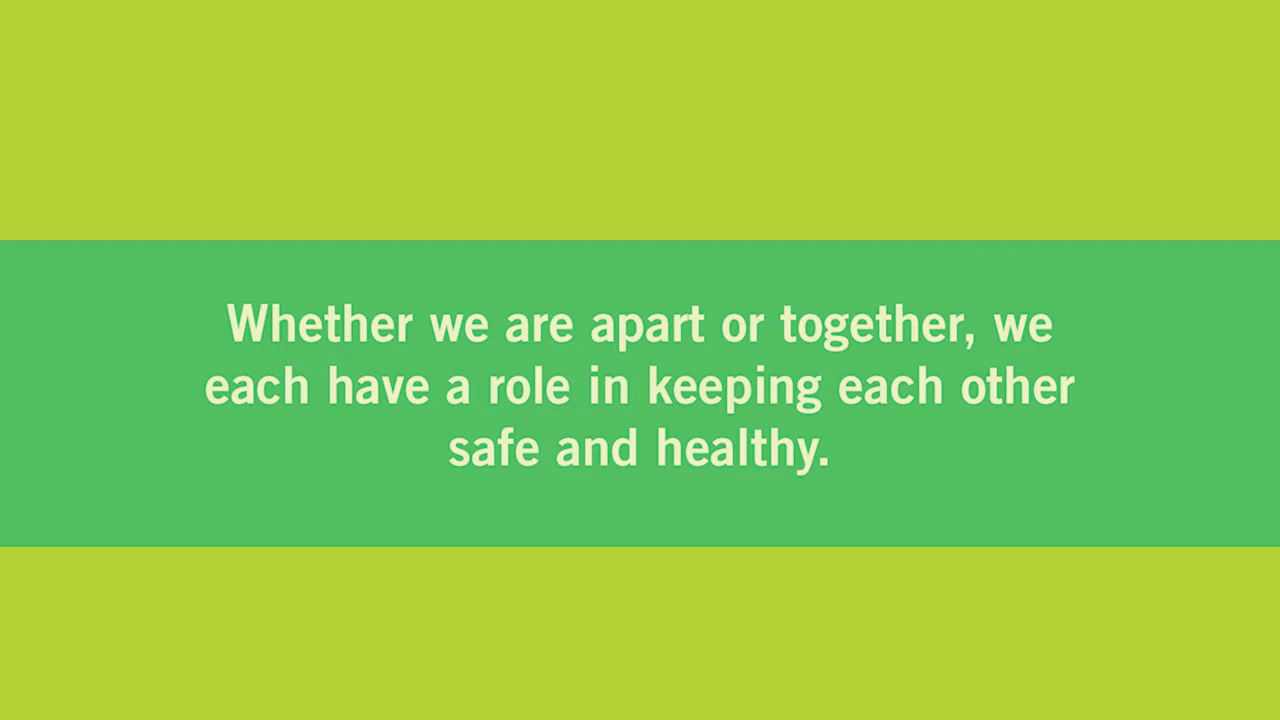 Whether we are apart or together, we
each have a role in keeping each other
safe and healthy.